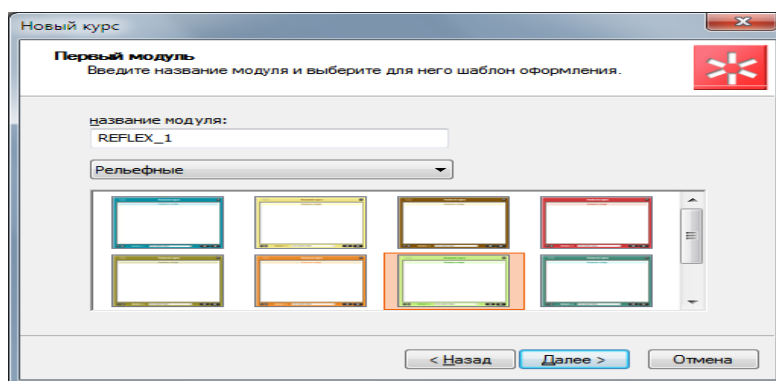 Новый курс
Первый модуль
Введите название модуля и выберите для него шаблон оформления.
название модуля:
REFLEX_1
Рельефные
< Назад
Далее >
Отмена